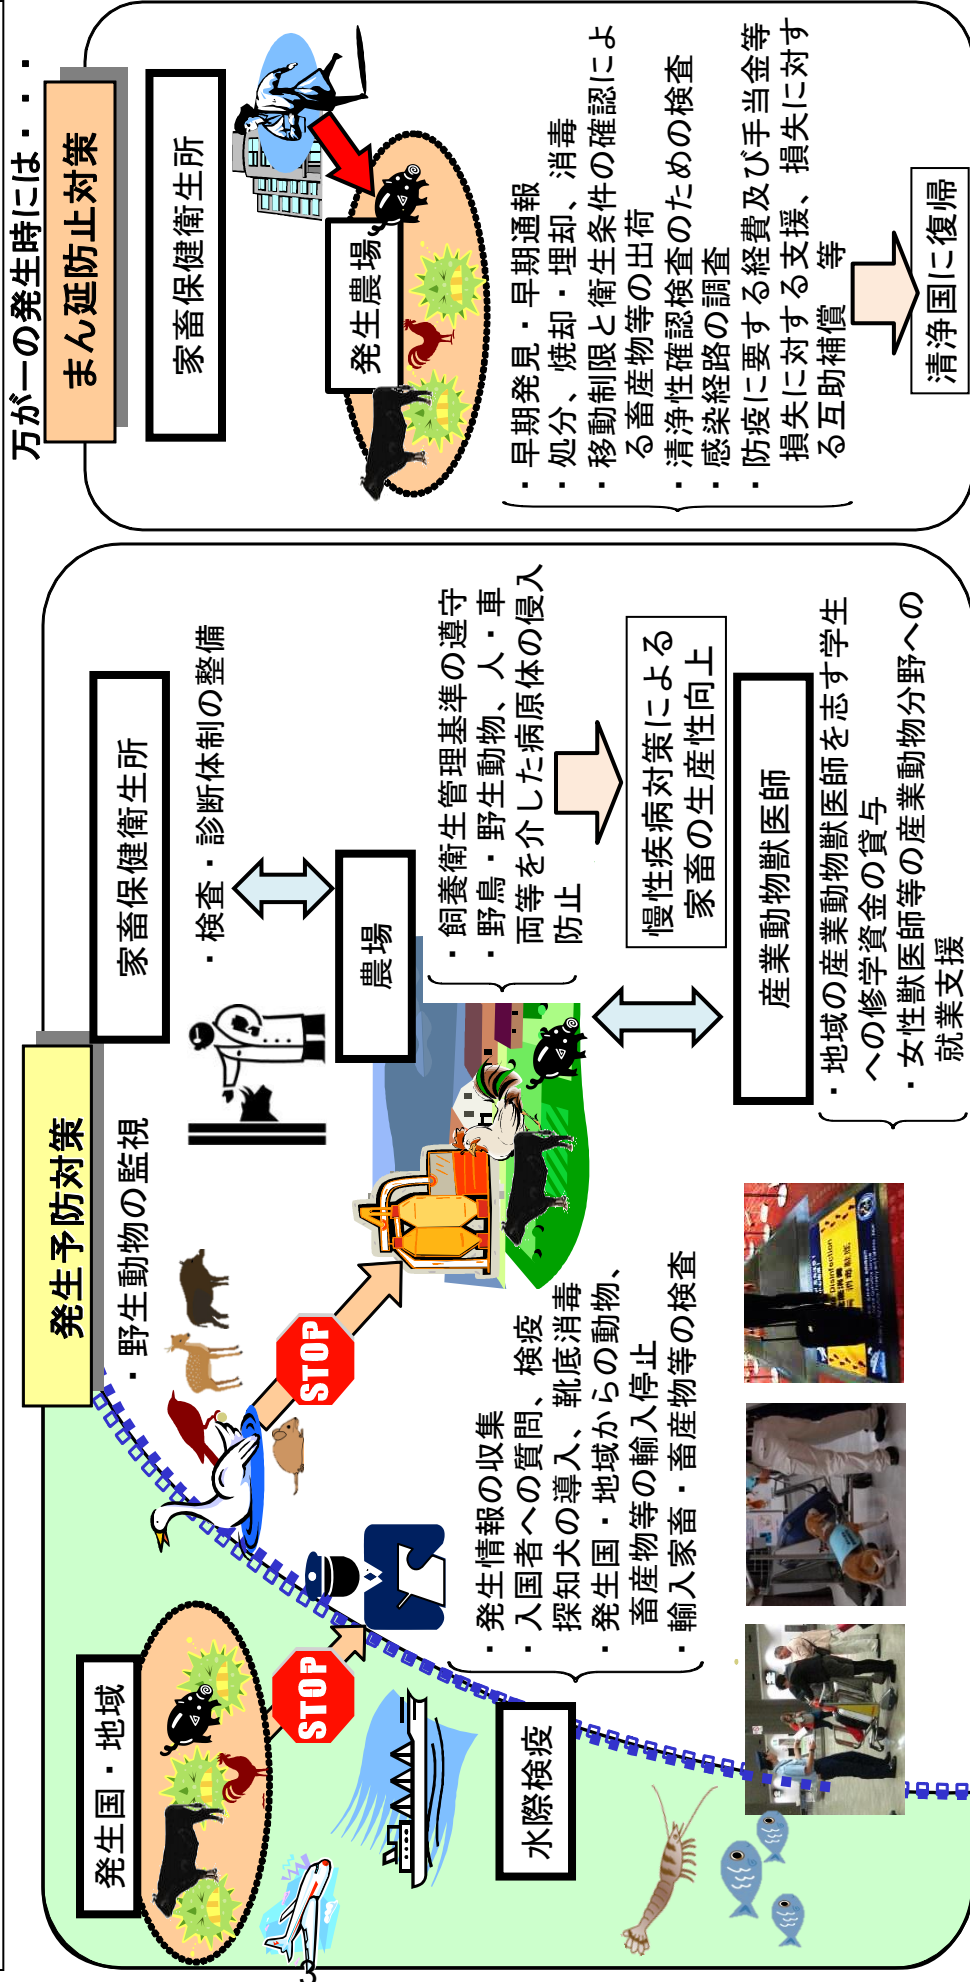 発生予防対策
発生国・地域
STOP
水際検疫
・発生情報の収集
・入国者への質問、検疫
探知犬の導入、靴底消毒
・発生国・地域からの動物、
畜産物等の輸入停止
・輸入家畜・畜産物等の検査
・野生動物の監視
STOP
家畜保健衛生所
・検査・診断体制の整備
農場
・飼養衛生管理基準の遵守
・野鳥・野生動物、人・車
両等を介した病原体の侵入
防止
慢性疾病対策による
家畜の生産性向上
産業動物獣医師
・地域の産業動物獣医師を志す学生
への修学資金の貸与
・女性獣医師等の産業動物分野への
就業支援
Disinfection
万が一の発生時には・・・・
まん延防止対策
家畜保健衛生所
発生農場
・早期発見・早期通報
・処分、焼却・埋却、消毒
・移動制限と衛生条件の確認によ
る畜産物等の出荷
・清浄性確認検査のための検査
・感染経路の調査
・防疫に要する経費及び手当金等
損失に対する支援、損失に対す
る互助補償 等
清浄国に復帰
3